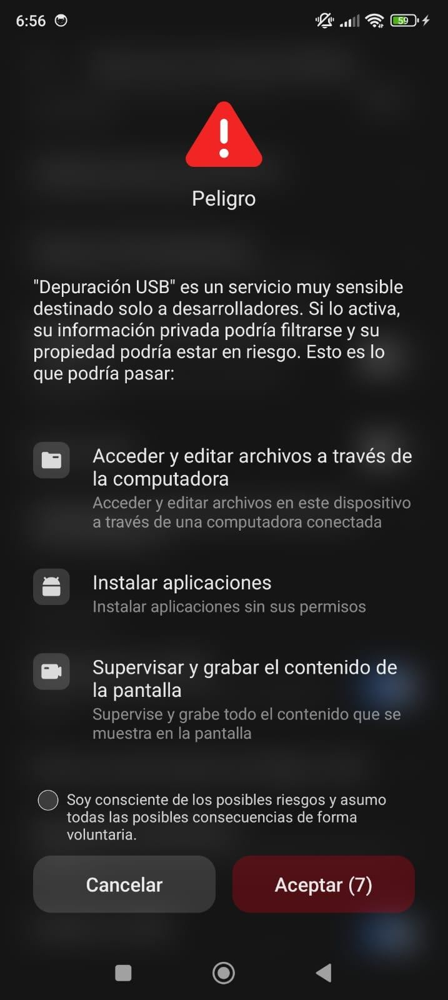 6:56
59
Peligro
"Depuración USB" es un servicio muy sensible
destinado solo a desarrolladores. Si lo activa,
su información privada podría filtrarse y su
propiedad podría estar en riesgo. Esto es lo
que podría pasar:
Acceder y editar archivos a través de
la computadora
Acceder y editar archivos en este dispositivo
a través de una computadora conectada
Instalar aplicaciones
Instalar aplicaciones sin sus permisos
Supervisar y grabar el contenido de
la pantalla
Supervise y grabe todo el contenido que se
muestra en la pantalla
Soy consciente de los posibles riesgos y asumo
todas las posibles consecuencias de forma
voluntaria.
Cancelar
Aceptar (7)